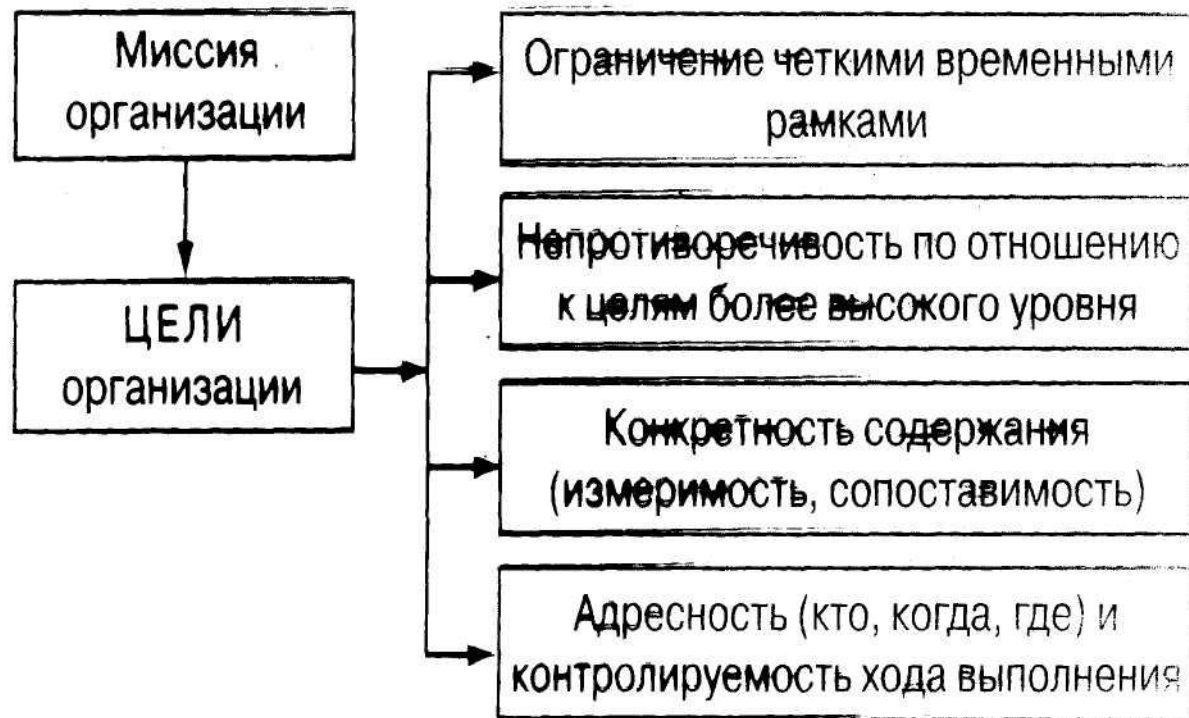 Миссия
организации
ЦЕЛИ
организации
Ограничение четкими временными
рамками
Непротиворечивость по отношению
к целям более высокого уровня
Конкретность содержания
(измеримость, сопоставимость)
Адресность (кто, когда, где) и
контролируемость хода выполнения